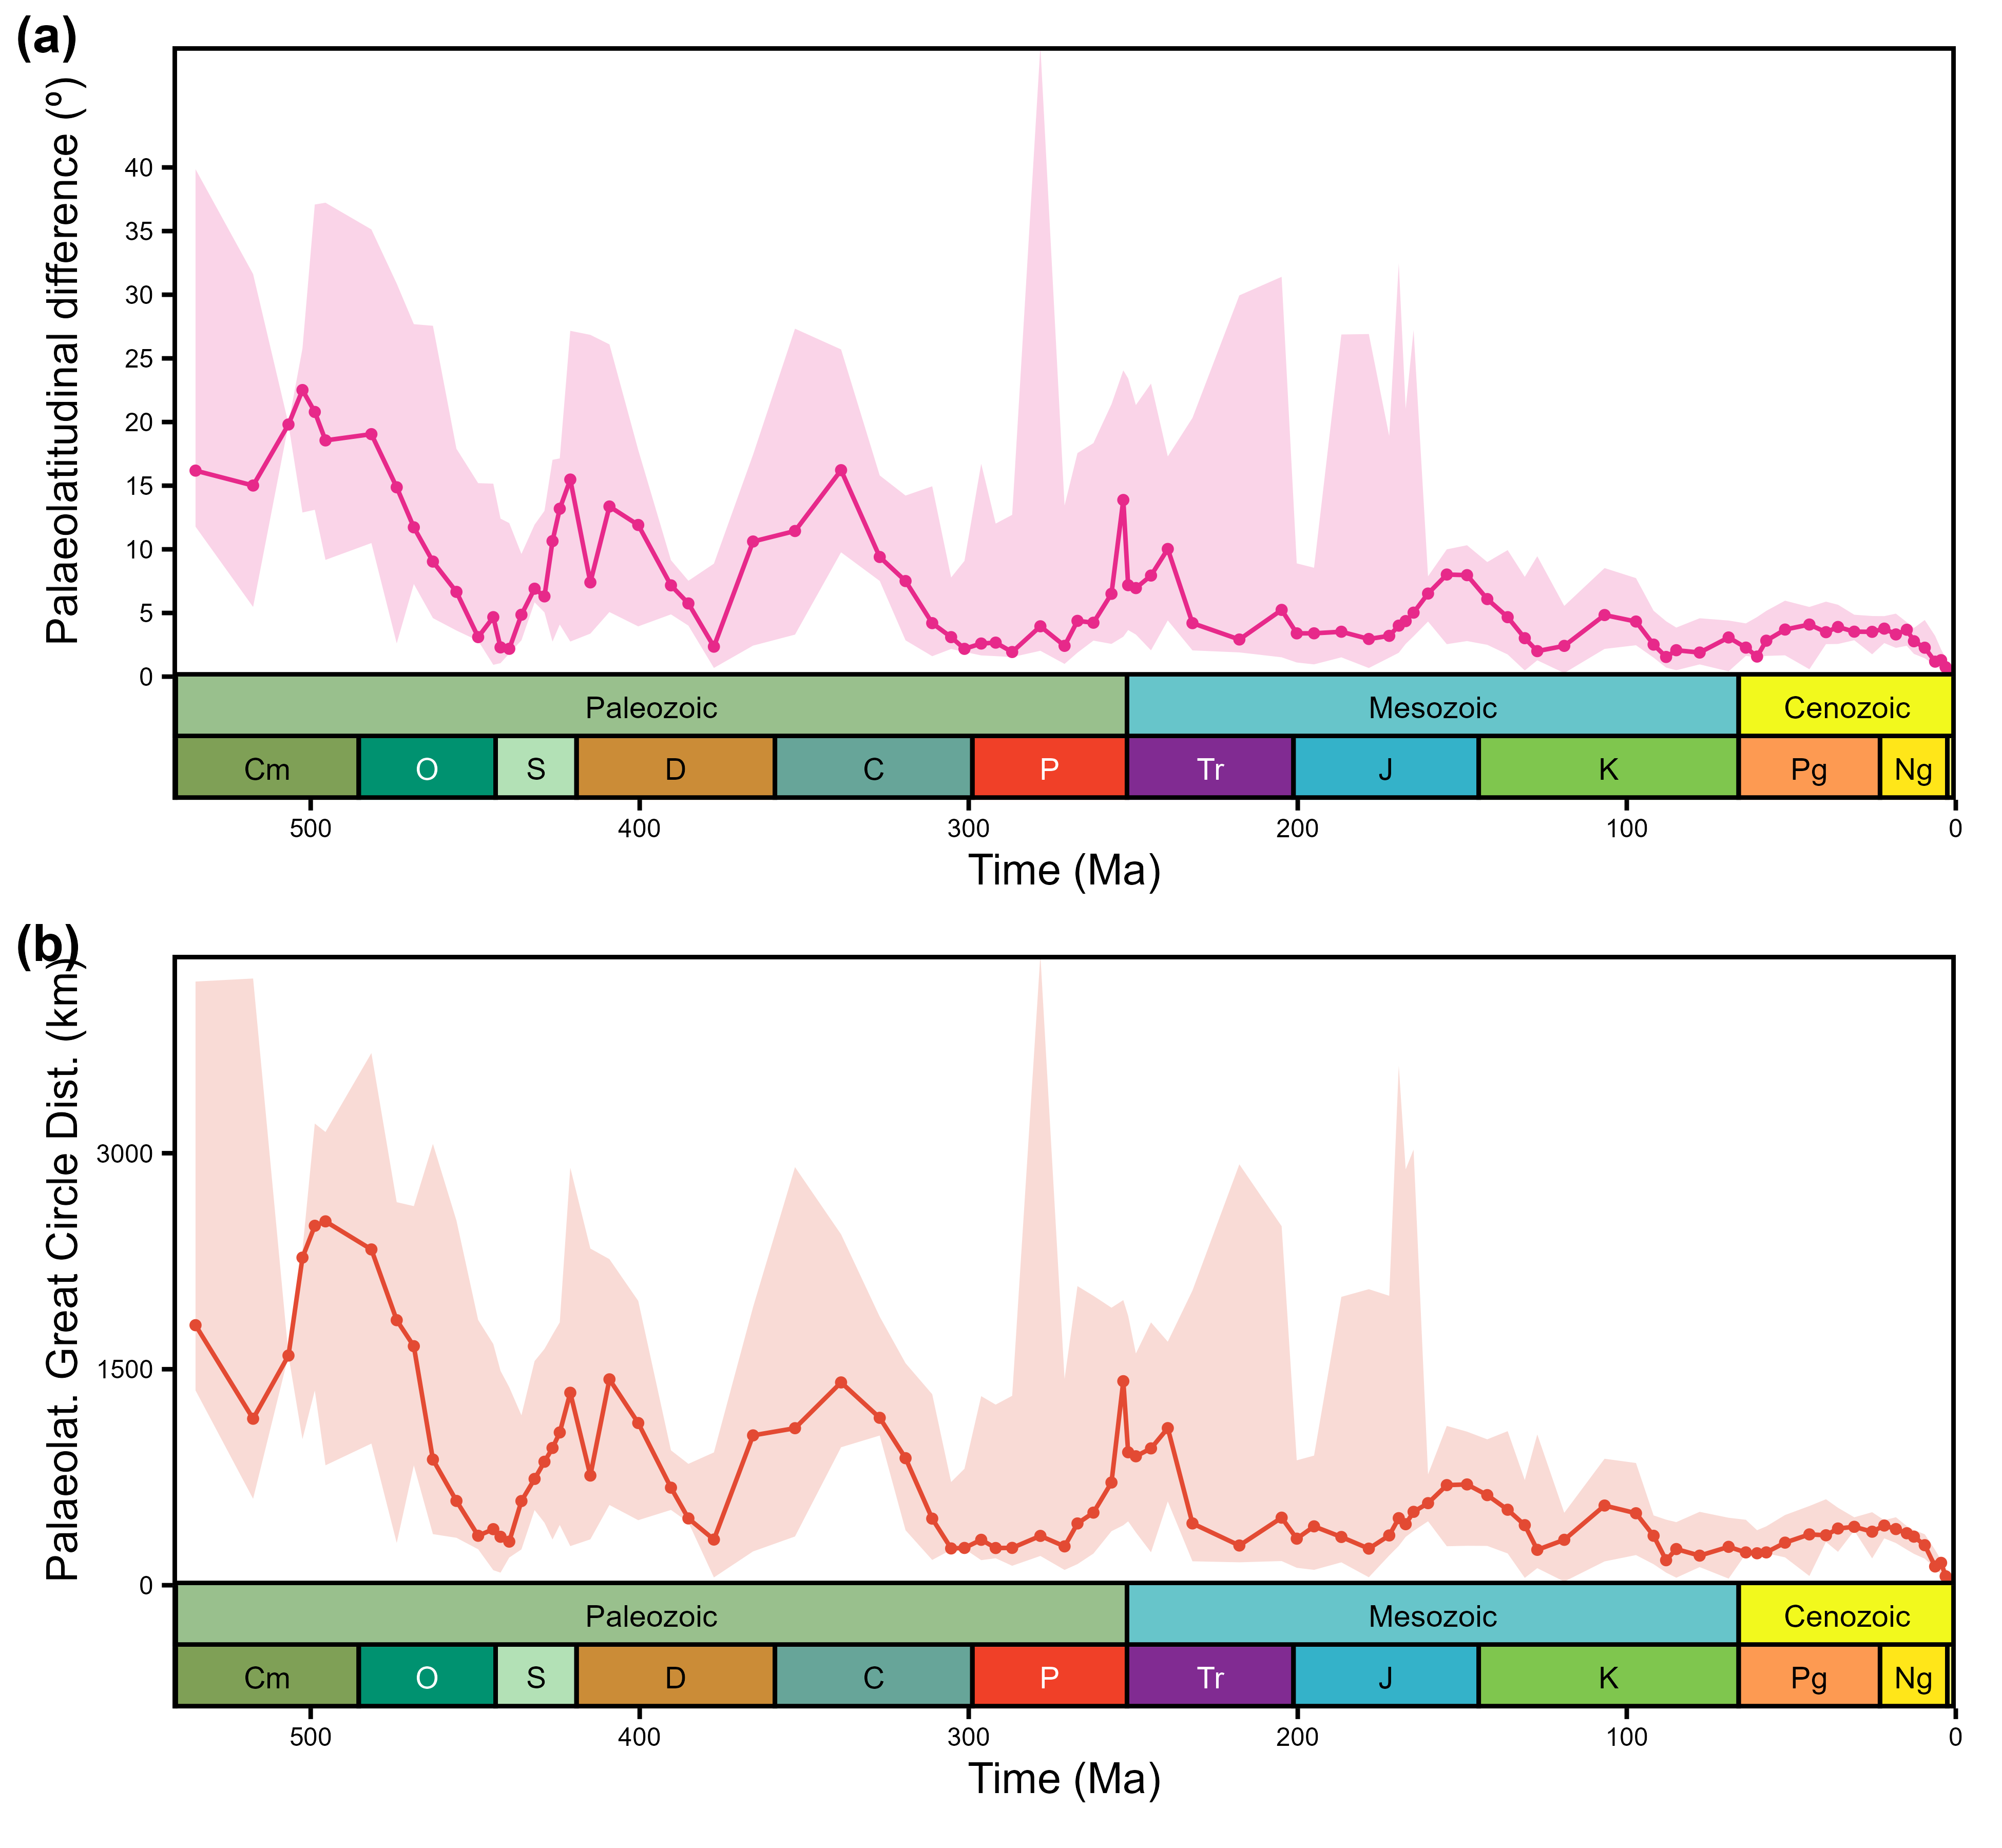 (a)
Palaeolatitudinal difference (º)
40
35
30
25
20
15
10
5
0
Paleozoic Mesozoic Cenozoic
Cm O S D C P Tr J K Pg Ng
500 400 300 200 100 0
Time (Ma)
(b)
Palaeolat. Great Circle Dist. (km)
3000
1500
0
Paleozoic Mesozoic Cenozoic
Cm O S D C P Tr J K Pg Ng
500 400 300 200 100 0
Time (Ma)